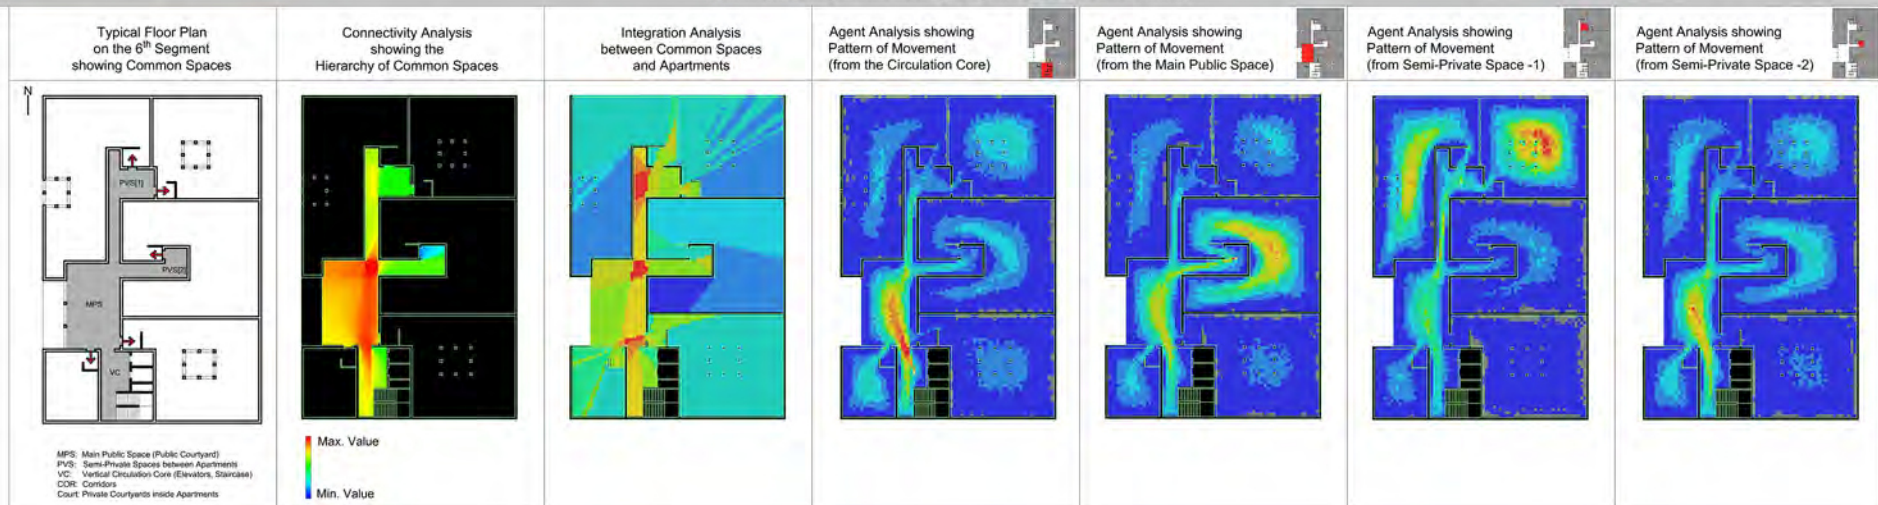 Typical Floor Plan
on the 6th Segment
showing Common Spaces
Connectivity Analysis
showing the
Hierarchy of Common Spaces
Integration Analysis
between Common Spaces
and Apartments
Agent Analysis showing
Pattern of Movement
(from the Circulation Core)
Agent Analysis showing
Pattern of Movement
(from the Main Public Space)
Agent Analysis showing
Pattern of Movement
(from Semi-Private Space -1)
Agent Analysis showing
Pattern of Movement
(from Semi-Private Space -2)
N
PVS[1]
PVS[2]
MPS
VC
MPS: Main Public Space (Public Courtyard)
PVS: Semi-Private Spaces between Apartments
VC: Vertical Circulation Core (Elevators, Staircase)
COR: Corridors
Court: Private Courtyards inside Apartments
Max. Value
Min. Value